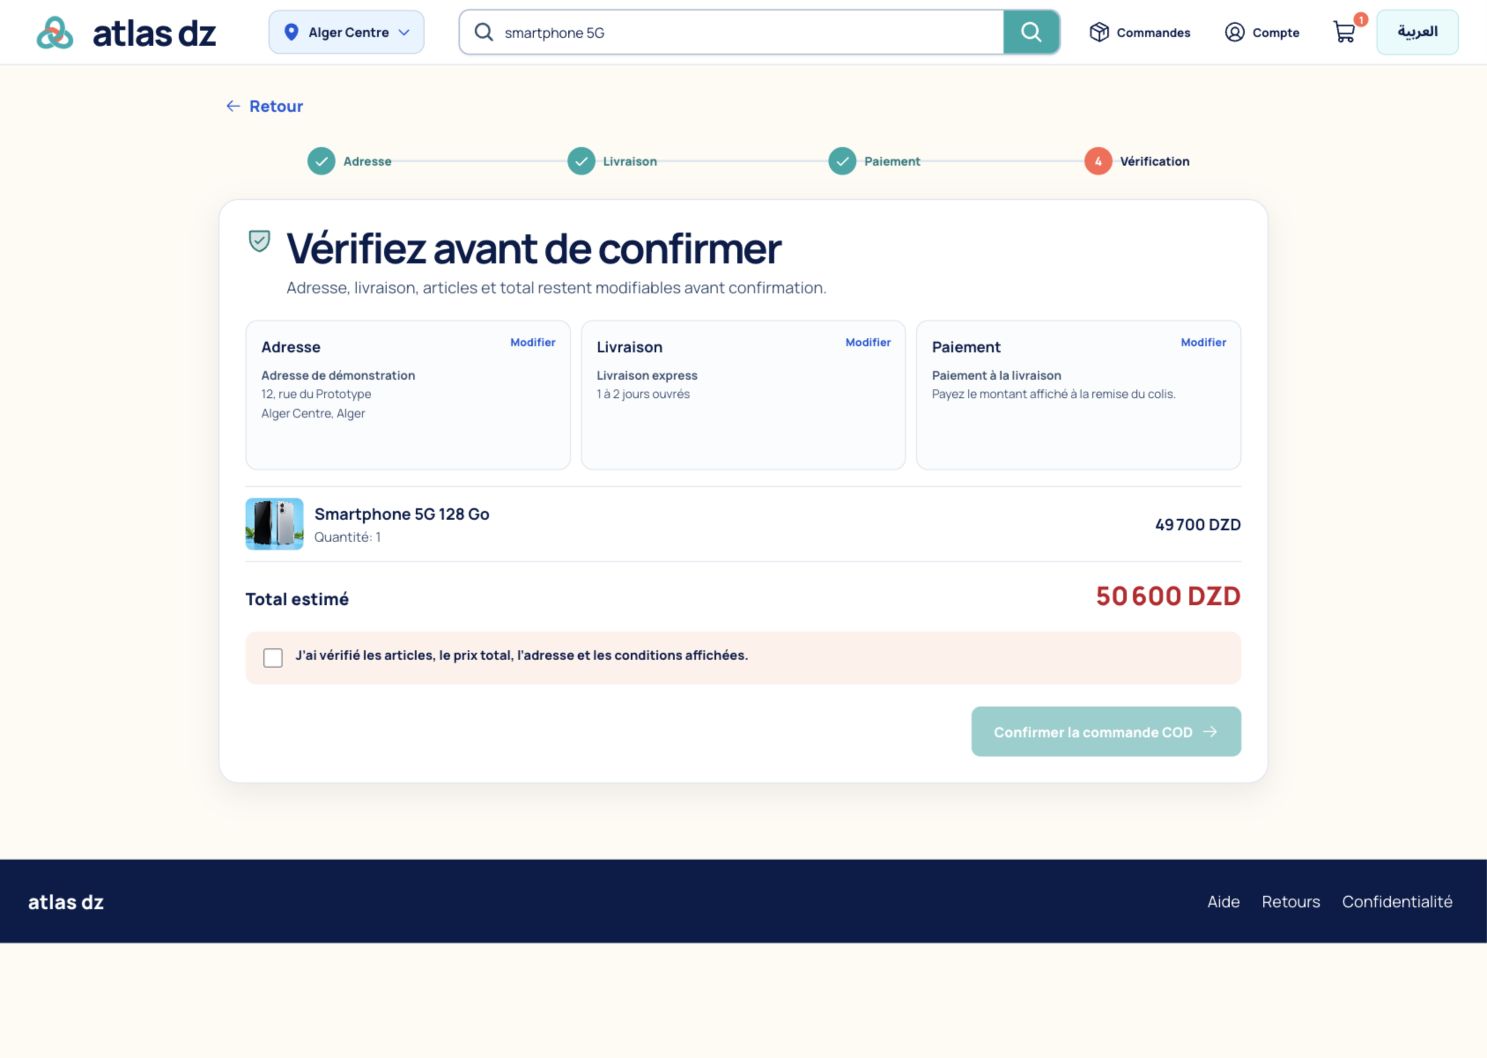 atlas dz
Alger Centre
smartphone 5G
Commandes
Compte
1
العربية
Retour
Adresse
Livraison
Paiement
4
Vérification
Vérifiez avant de confirmer
Adresse, livraison, articles et total restent modifiables avant confirmation.
Adresse
Modifier
Adresse de démonstration
12, rue du Prototype
Alger Centre, Alger
Livraison
Modifier
Livraison express
1 à 2 jours ouvrés
Paiement
Modifier
Paiement à la livraison
Payez le montant affiché à la remise du colis.
Smartphone 5G 128 Go
Quantité: 1
49 700 DZD
Total estimé
50 600 DZD
J'ai vérifié les articles, le prix total, l'adresse et les conditions affichées.
Confirmer la commande COD
atlas dz
Aide
Retours
Confidentialité